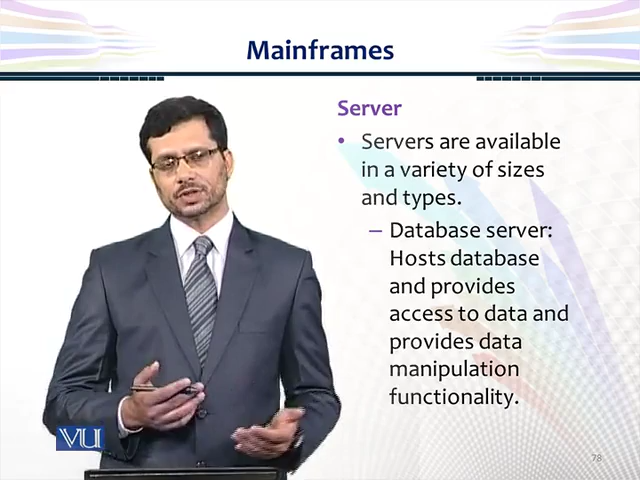 Mainframes
Server
• Servers are available
in a variety of sizes
and types.
– Database server:
Hosts database
and provides
access to data and
provides data
manipulation
functionality.
VU
78